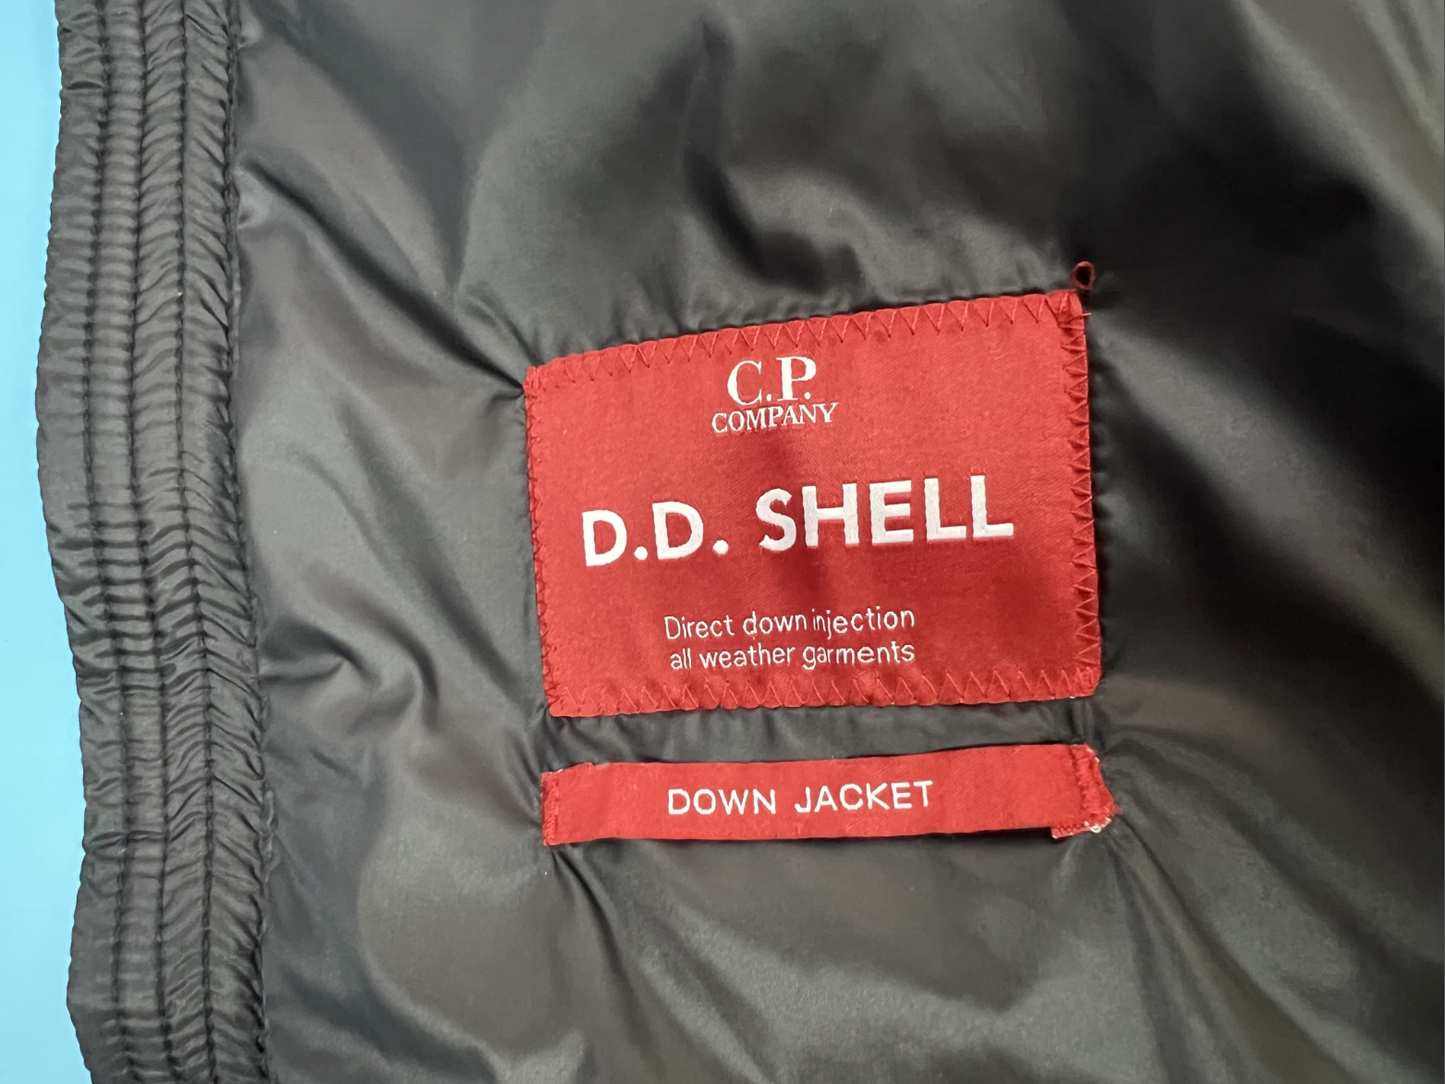 C.P.
COMPANY
D.D. SHELL
Direct down injection
all weather garments
DOWN JACKET